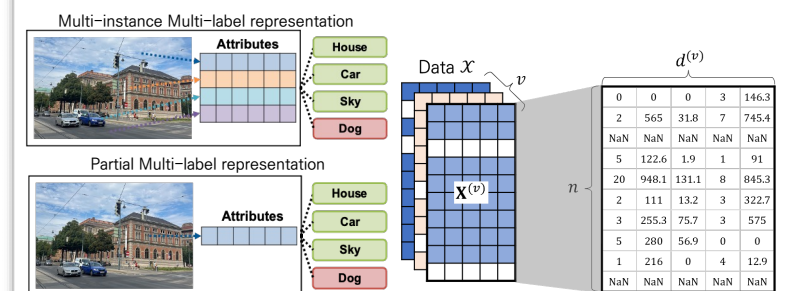 Multi-instance Multi-label representation
Attributes
House
Car
Sky
Dog
Partial Multi-label representation
Attributes
House
Car
Sky
Dog
Data 𝒳
v
X^(v)
n
d^(v)
0 0 0 3 146.3
2 565 31.8 7 745.4
NaN NaN NaN NaN NaN
5 122.6 1.9 1 91
20 948.1 131.1 8 845.3
2 111 13.2 3 322.7
3 255.3 75.7 3 575
5 280 56.9 0 0
1 216 0 4 12.9
NaN NaN NaN NaN NaN